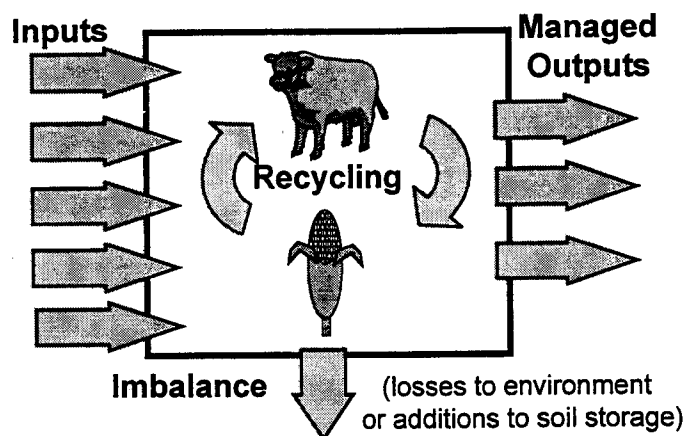 Inputs
Managed
Outputs
Recycling
Imbalance
(losses to environment
or additions to soil storage)